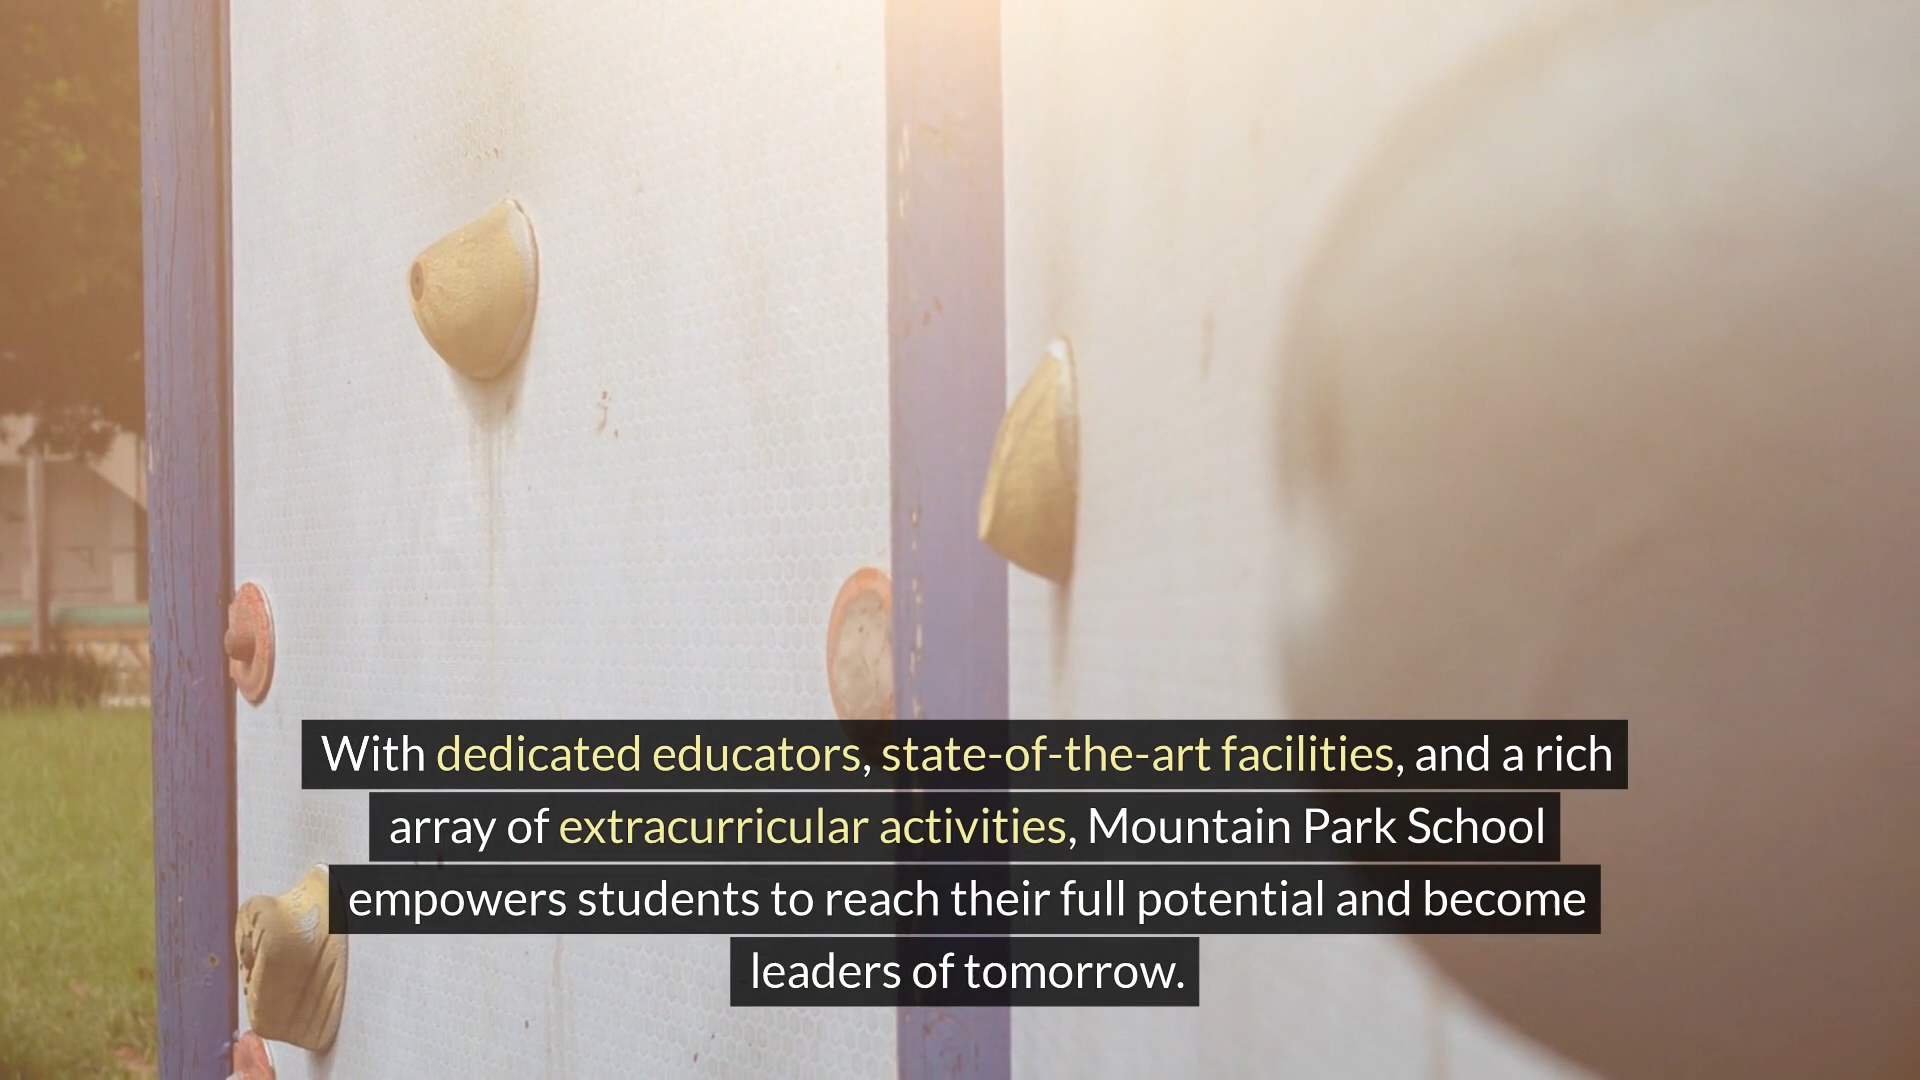 With dedicated educators, state-of-the-art facilities, and a rich
array of extracurricular activities, Mountain Park School
empowers students to reach their full potential and become
leaders of tomorrow.